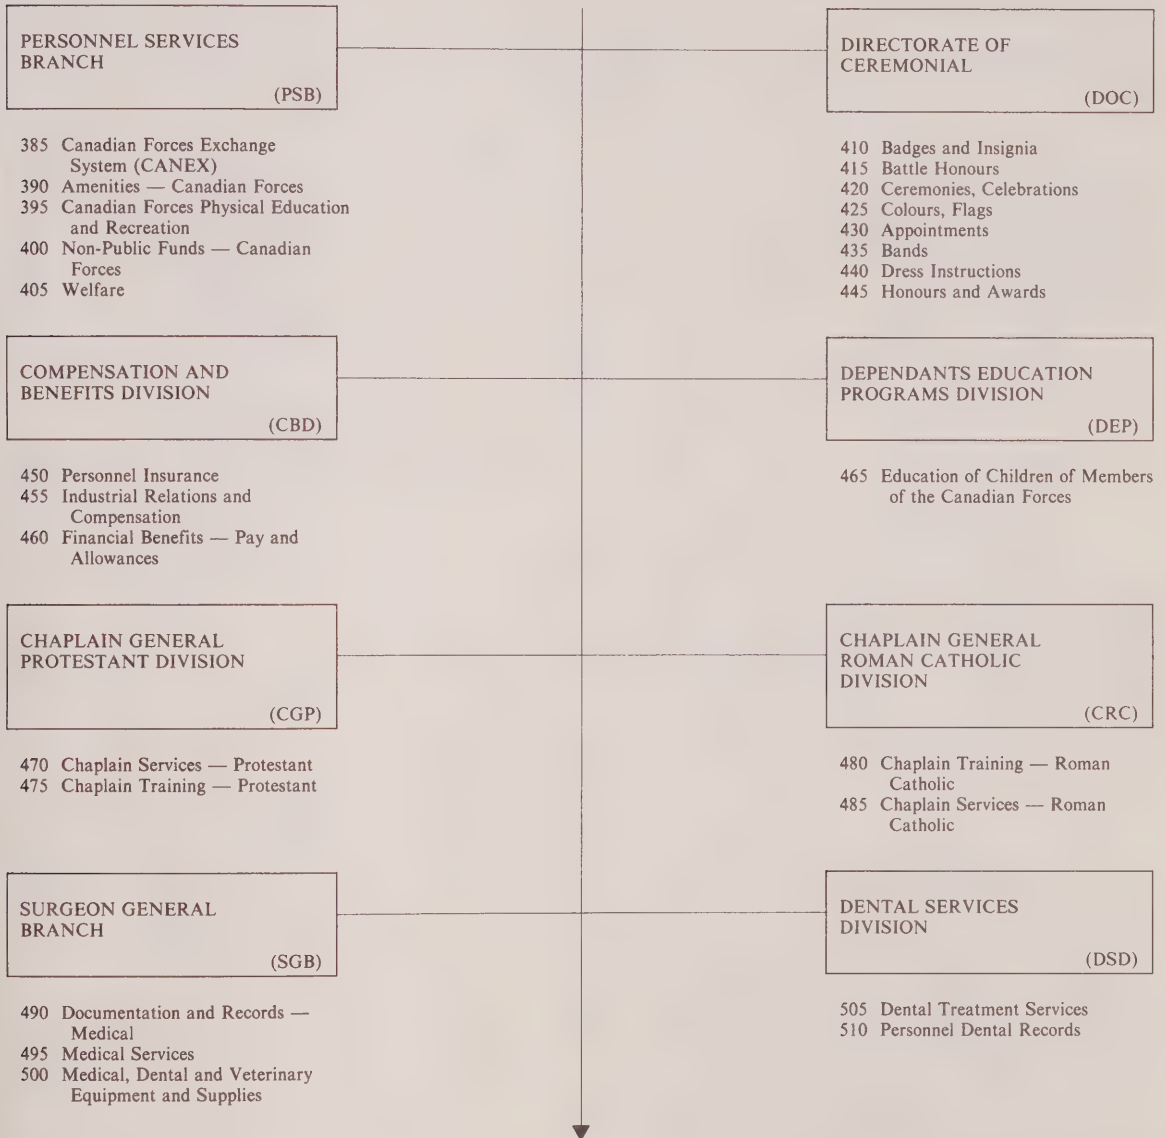 PERSONNEL SERVICES
BRANCH
(PSB)
385 Canadian Forces Exchange
System (CANEX)
390 Amenities — Canadian Forces
395 Canadian Forces Physical Education
and Recreation
400 Non-Public Funds — Canadian
Forces
405 Welfare
DIRECTORATE OF
CEREMONIAL
(DOC)
410 Badges and Insignia
415 Battle Honours
420 Ceremonies, Celebrations
425 Colours, Flags
430 Appointments
435 Bands
440 Dress Instructions
445 Honours and Awards
COMPENSATION AND
BENEFITS DIVISION
(CBD)
450 Personnel Insurance
455 Industrial Relations and
Compensation
460 Financial Benefits — Pay and
Allowances
DEPENDANTS EDUCATION
PROGRAMS DIVISION
(DEP)
465 Education of Children of Members
of the Canadian Forces
CHAPLAIN GENERAL
PROTESTANT DIVISION
(CGP)
470 Chaplain Services — Protestant
475 Chaplain Training — Protestant
CHAPLAIN GENERAL
ROMAN CATHOLIC
DIVISION
(CRC)
480 Chaplain Training — Roman
Catholic
485 Chaplain Services — Roman
Catholic
SURGEON GENERAL
BRANCH
(SGB)
490 Documentation and Records —
Medical
495 Medical Services
500 Medical, Dental and Veterinary
Equipment and Supplies
DENTAL SERVICES
DIVISION
(DSD)
505 Dental Treatment Services
510 Personnel Dental Records